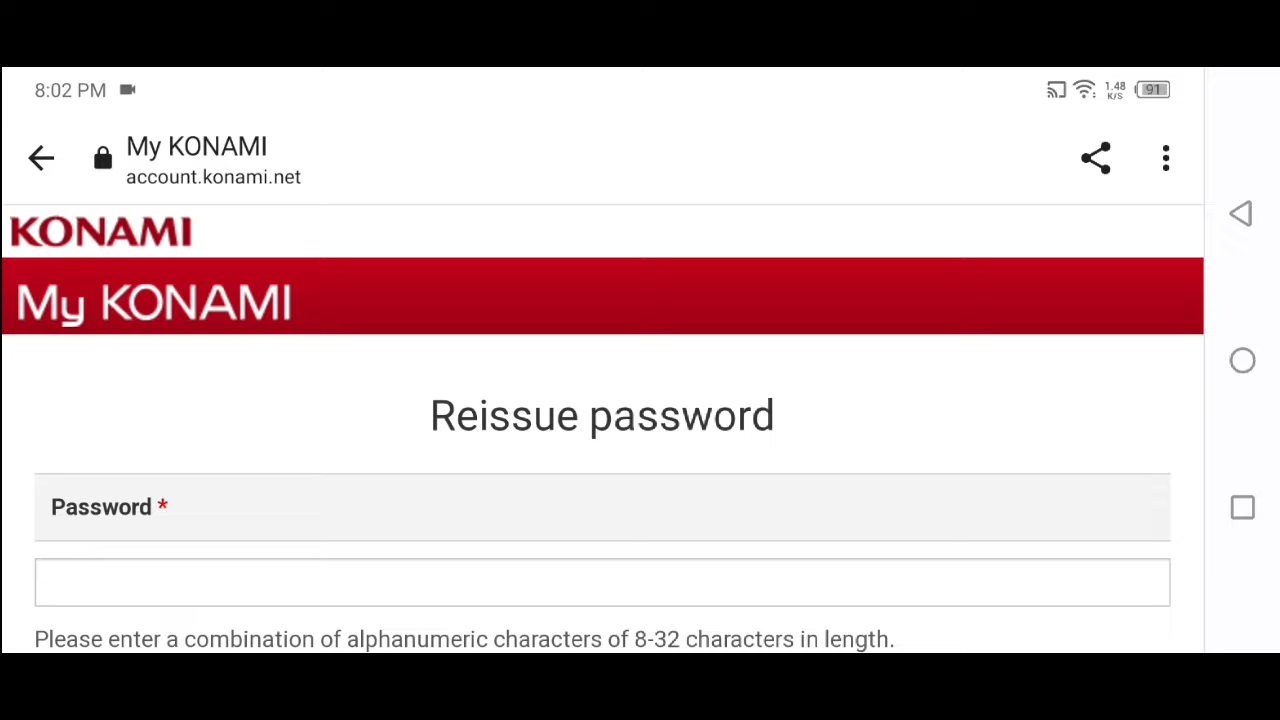 8:02 PM
1.48
K/S
91
My KONAMI
account.konami.net
KONAMI
My KONAMI
Reissue password
Password *
Please enter a combination of alphanumeric characters of 8-32 characters in length.